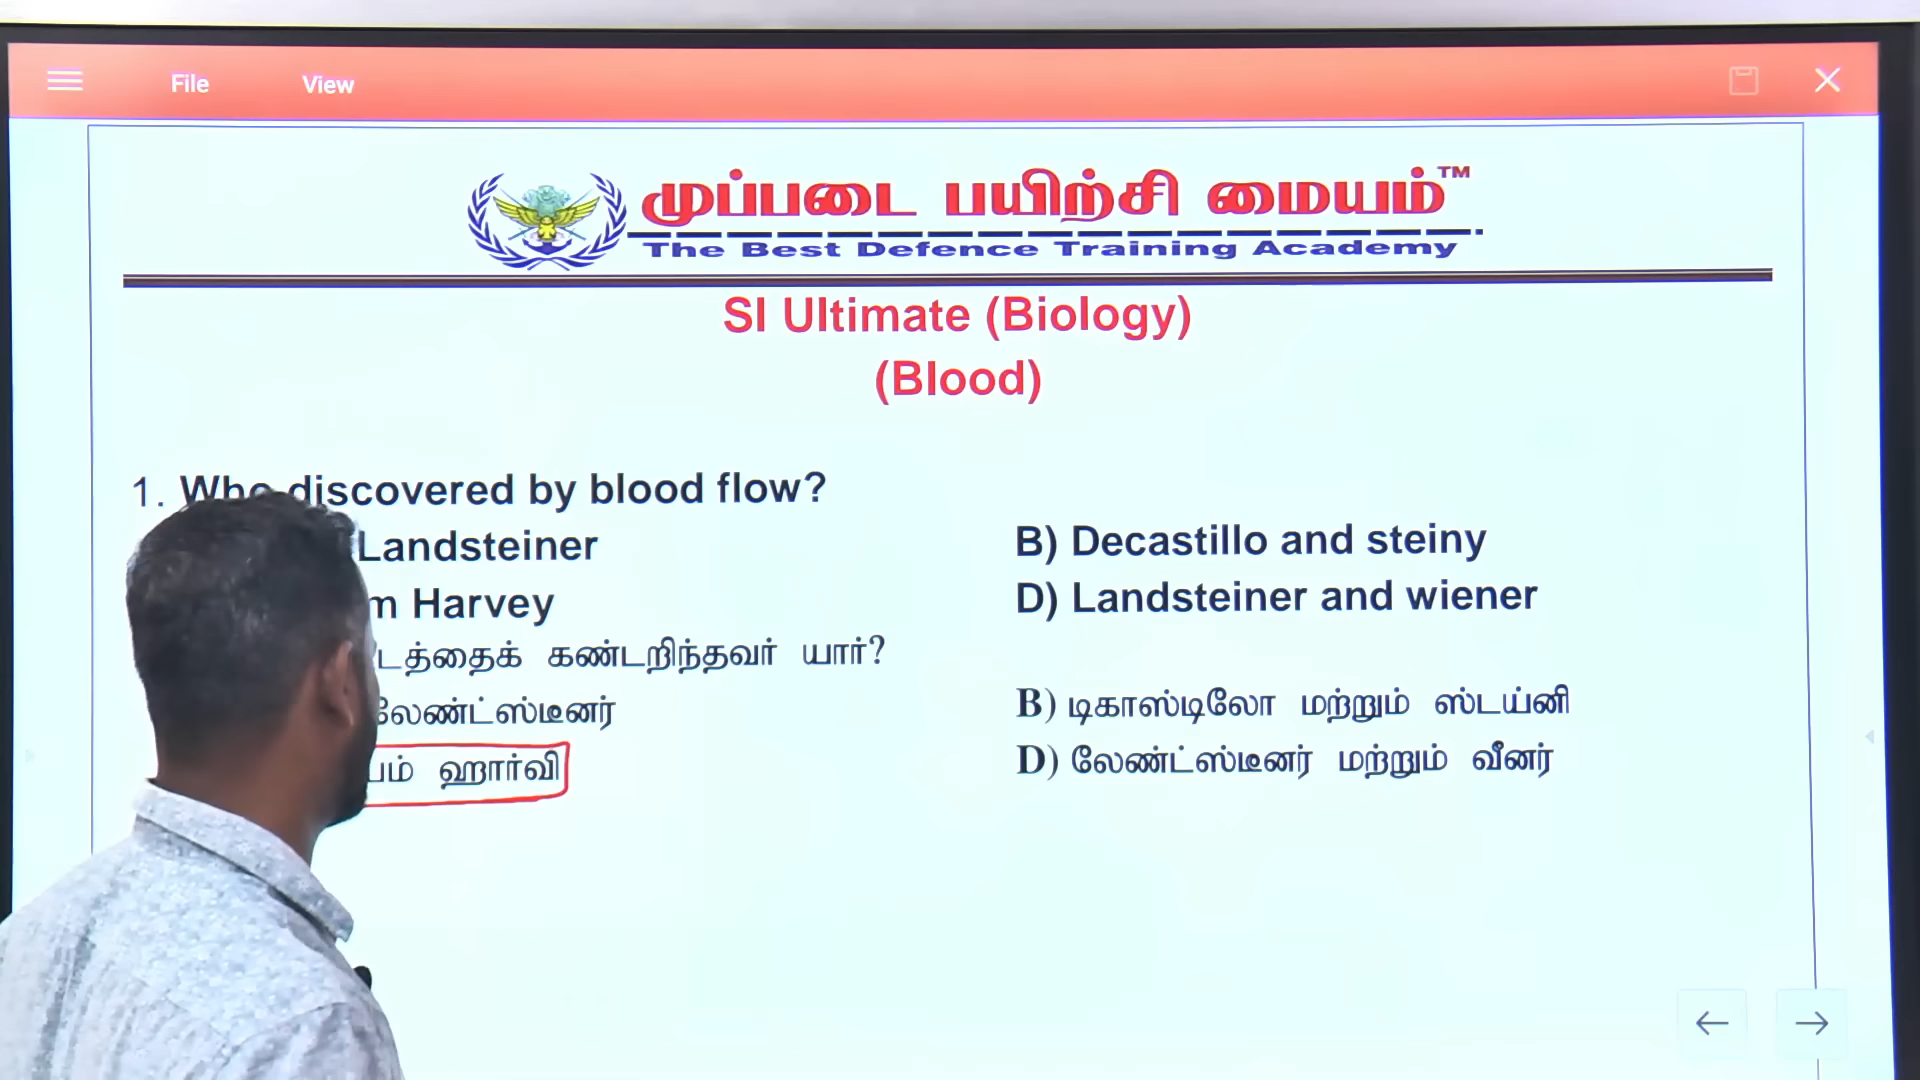 File View
முப்படை பயிற்சி மையம்™
The Best Defence Training Academy
SI Ultimate (Biology)
(Blood)
1. Who discovered by blood flow?
Landsteiner B) Decastillo and steiny
Harvey D) Landsteiner and wiener
கண்டறிந்தவர் யார்?
லேண்ட்ஸ்டீனர் B) டிகாஸ்டிலோ மற்றும் ஸ்டய்னி
ஹார்வி D) லேண்ட்ஸ்டீனர் மற்றும் வீனர்